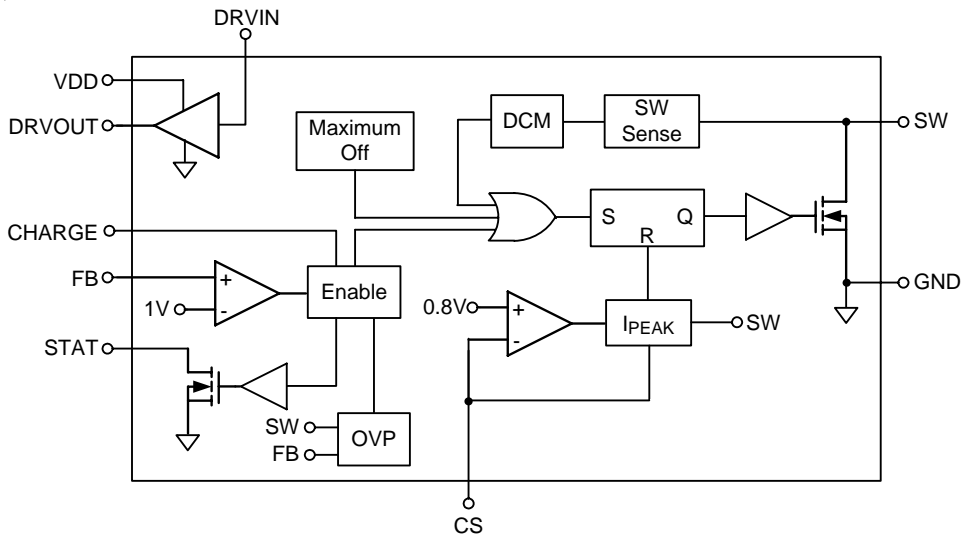 DRVIN
VDD
DRVOUT
Maximum
Off
DCM
SW
Sense
SW
CHARGE
S
Q
R
FB
+
-
1V
Enable
GND
0.8V
+
-
IPEAK
SW
STAT
SW
FB
OVP
CS